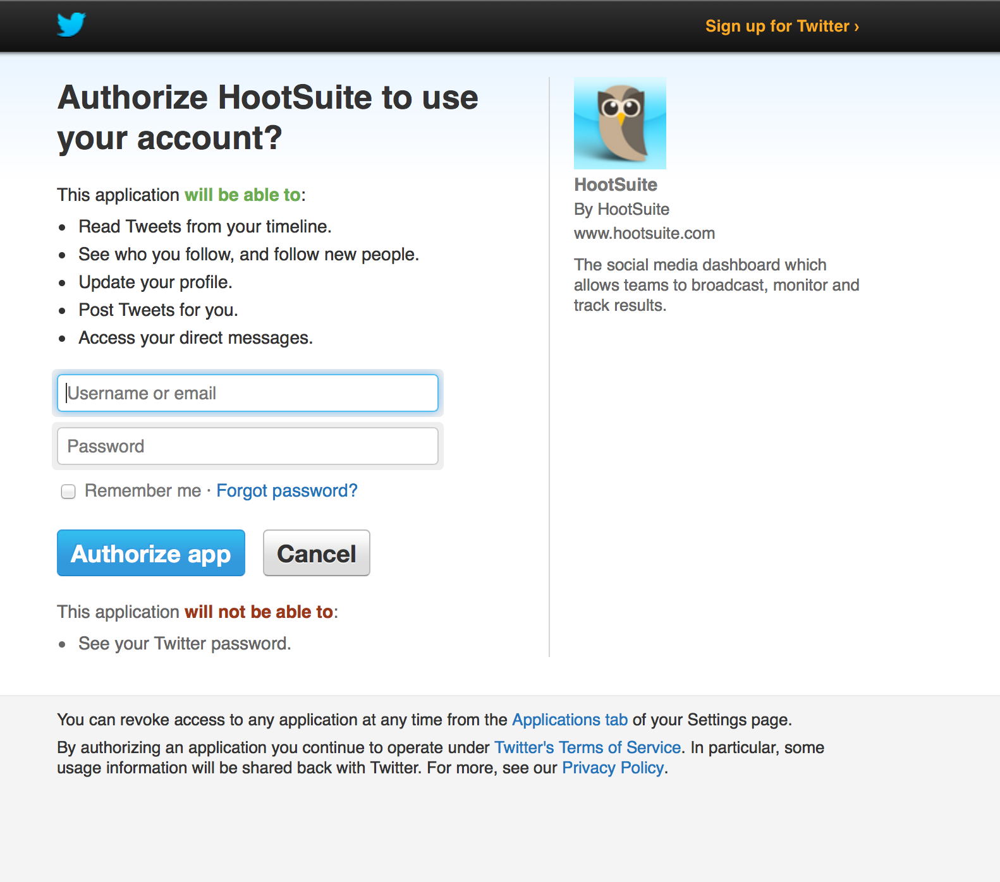 Sign up for Twitter ›
Authorize HootSuite to use
your account?
This application will be able to:
• Read Tweets from your timeline.
• See who you follow, and follow new people.
• Update your profile.
• Post Tweets for you.
• Access your direct messages.
Username or email
Password
Remember me · Forgot password?
Authorize app
Cancel
This application will not be able to:
• See your Twitter password.
HootSuite
By HootSuite
www.hootsuite.com
The social media dashboard which
allows teams to broadcast, monitor and
track results.
You can revoke access to any application at any time from the Applications tab of your Settings page.
By authorizing an application you continue to operate under Twitter's Terms of Service. In particular, some
usage information will be shared back with Twitter. For more, see our Privacy Policy.